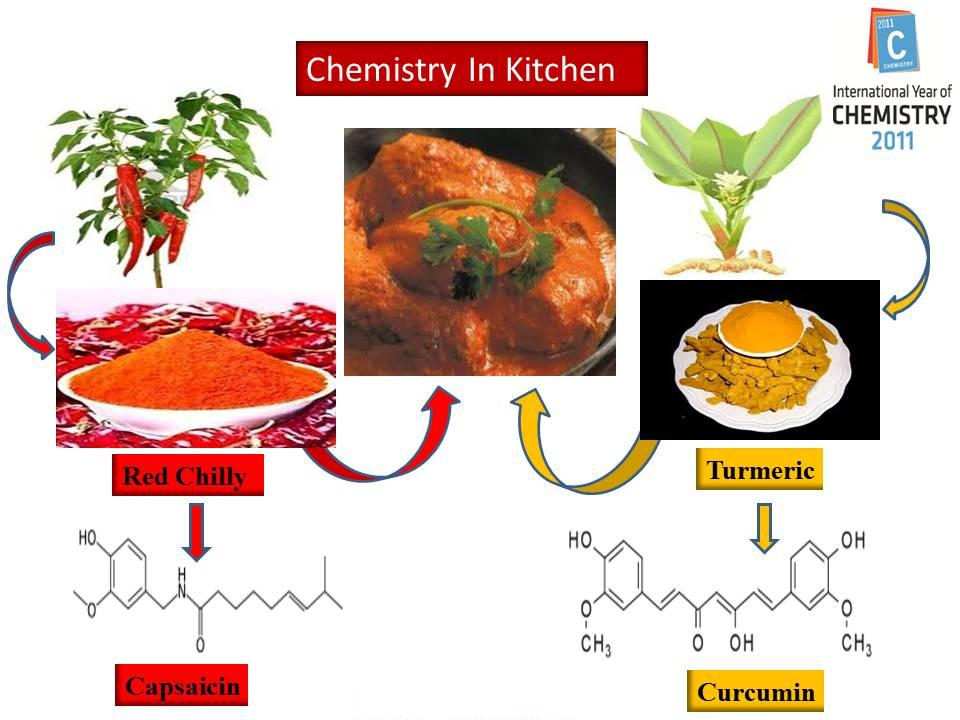 Chemistry In Kitchen
2011
C
CHEMISTRY
International Year of
CHEMISTRY
2011
Red Chilly
Turmeric
HO
O
H
N
O
HO
O
CH₃
O
OH
OH
O
CH₃
Capsaicin
Curcumin